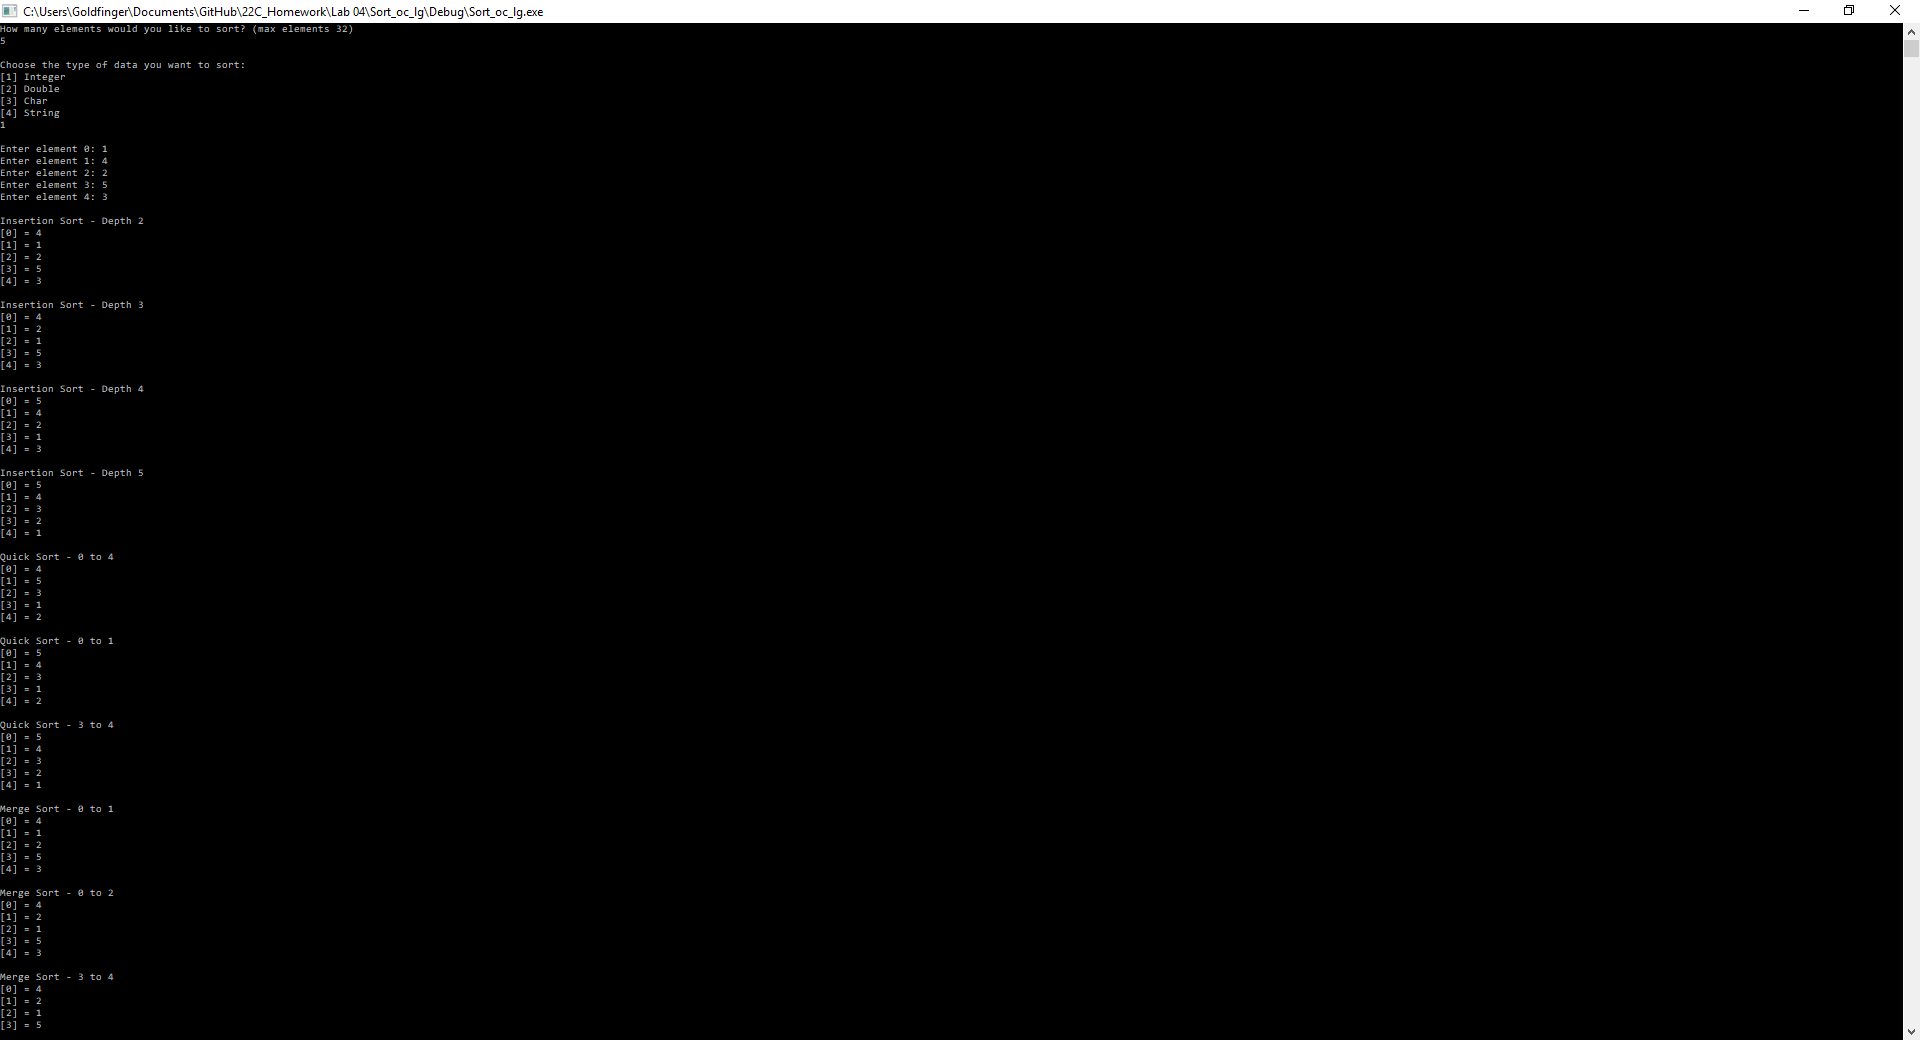 C:\Users\Goldfinger\Documents\GitHub\22C_Homework\Lab 04\Sort_oc_lg\Debug\Sort_oc_lg.exe
How many elements would you like to sort? (max elements 32)
5
Choose the type of data you want to sort:
[1] Integer
[2] Double
[3] Char
[4] String
1
Enter element 0: 1
Enter element 1: 4
Enter element 2: 2
Enter element 3: 5
Enter element 4: 3
Insertion Sort - Depth 2
[0] = 4
[1] = 1
[2] = 2
[3] = 5
[4] = 3
Insertion Sort - Depth 3
[0] = 4
[1] = 2
[2] = 1
[3] = 5
[4] = 3
Insertion Sort - Depth 4
[0] = 5
[1] = 4
[2] = 2
[3] = 1
[4] = 3
Insertion Sort - Depth 5
[0] = 5
[1] = 4
[2] = 3
[3] = 2
[4] = 1
Quick Sort - 0 to 4
[0] = 4
[1] = 5
[2] = 3
[3] = 1
[4] = 2
Quick Sort - 0 to 1
[0] = 5
[1] = 4
[2] = 3
[3] = 1
[4] = 2
Quick Sort - 3 to 4
[0] = 5
[1] = 4
[2] = 3
[3] = 2
[4] = 1
Merge Sort - 0 to 1
[0] = 4
[1] = 1
[2] = 2
[3] = 5
[4] = 3
Merge Sort - 0 to 2
[0] = 4
[1] = 2
[2] = 1
[3] = 5
[4] = 3
Merge Sort - 3 to 4
[0] = 4
[1] = 2
[2] = 1
[3] = 5